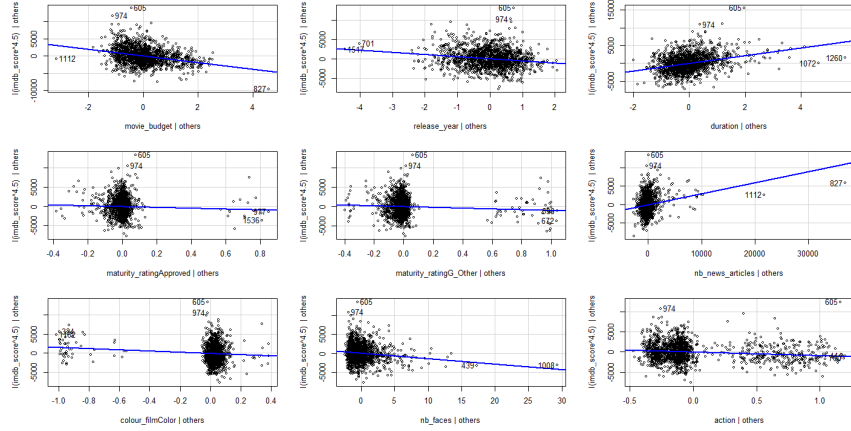 I(imdb_score^4.5) | others
-10000 0 5000
605
974
1112
827
-2 0 2 4
movie_budget | others
I(imdb_score^4.5) | others
-5000 0 5000
605
974
701
1517
-4 -3 -2 -1 0 1 2
release_year | others
I(imdb_score^4.5) | others
-5000 5000 15000
605
974
1072
1260
-2 0 2 4
duration | others
I(imdb_score^4.5) | others
-5000 5000
605
974
1536
-0.4 -0.2 0.0 0.2 0.4 0.6 0.8
maturity_ratingApproved | others
I(imdb_score^4.5) | others
-5000 5000
605
974
672
-0.4 -0.2 0.0 0.2 0.4 0.6 0.8 1.0
maturity_ratingG_Other | others
I(imdb_score^4.5) | others
-5000 5000
605
974
1112
827
0 10000 20000 30000
nb_news_articles | others
I(imdb_score^4.5) | others
-5000 0 5000
605
974
-1.0 -0.8 -0.6 -0.4 -0.2 0.0 0.2 0.4
colour_filmColor | others
I(imdb_score^4.5) | others
-5000 0 5000
605
974
439
1008
0 5 10 15 20 25 30
nb_faces | others
I(imdb_score^4.5) | others
-5000 0 5000
605
974
-0.5 0.0 0.5 1.0
action | others